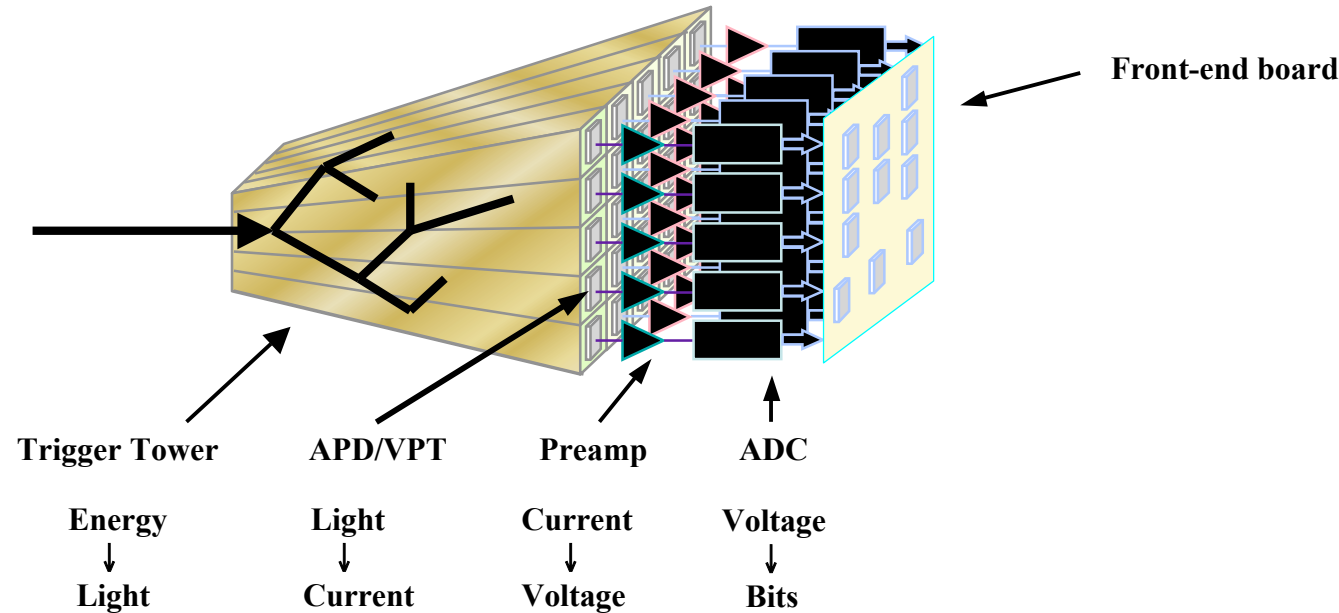 Front-end board
Trigger Tower
APD/VPT
Preamp
ADC
Energy
Light
Current
Voltage
Light
Current
Voltage
Bits